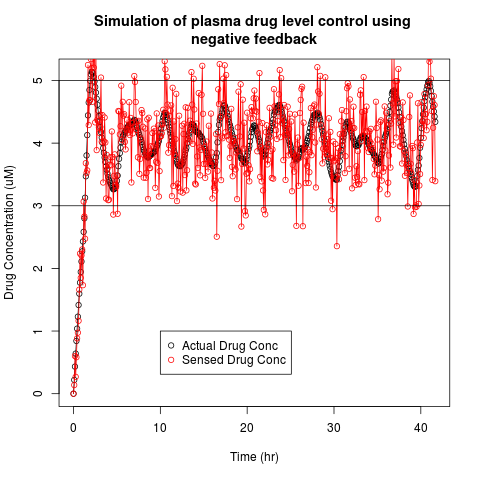 Simulation of plasma drug level control using
negative feedback
Drug Concentration (uM)
5
4
3
2
1
0
Actual Drug Conc
Sensed Drug Conc
0
10
20
30
40
Time (hr)